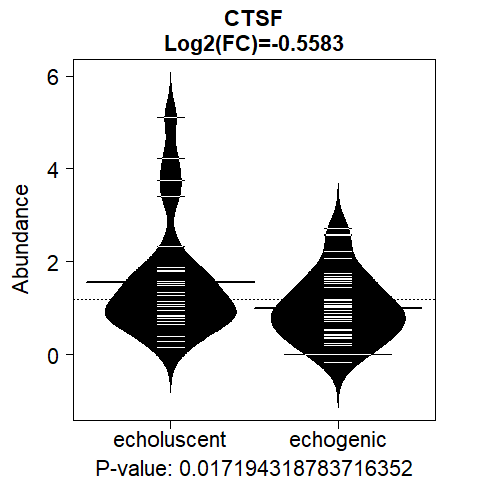 CTSF
Log2(FC)=-0.5583
Abundance
6
4
2
0
echoluscent echogenic
P-value: 0.017194318783716352